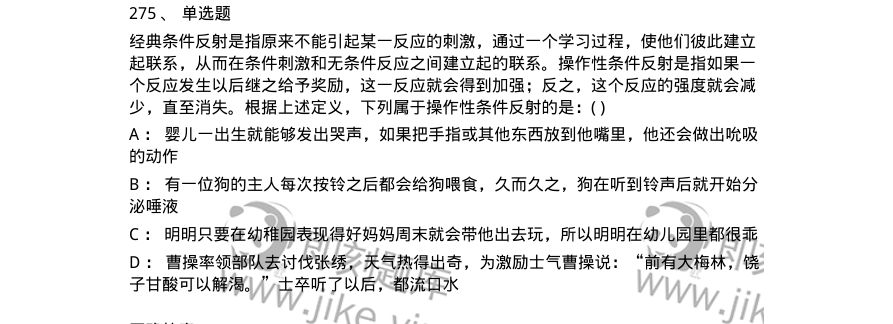 275 、 单选题
经典条件反射是指原来不能引起某一反应的刺激，通过一个学习过程，使他们彼此建立
起联系，从而在条件刺激和无条件反应之间建立起的联系。操作性条件反射是指如果一
个反应发生以后继之给予奖励，这一反应就会得到加强；反之，这个反应的强度就会减
少，直至消失。根据上述定义，下列属于操作性条件反射的是：( )
A ： 婴儿一出生就能够发出哭声，如果把手指或其他东西放到他嘴里，他还会做出吮吸
的动作
B ： 有一位狗的主人每次按铃之后都会给狗喂食，久而久之，狗在听到铃声后就开始分
泌唾液
C ： 明明只要在幼稚园表现得好妈妈周末就会带他出去玩，所以明明在幼儿园里都很乖
D ： 曹操率领部队去讨伐张绣，天气热得出奇，为激励士气曹操说：“前有大梅林，饶
子甘酸可以解渴。”士卒听了以后，都流口水
即刻题库
www.jike.vi
即刻
www.jik